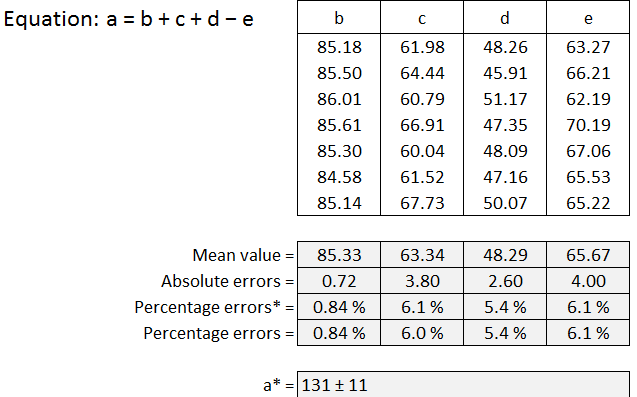 Equation: a = b + c + d − e
b c d e
85.18 61.98 48.26 63.27
85.50 64.44 45.91 66.21
86.01 60.79 51.17 62.19
85.61 66.91 47.35 70.19
85.30 60.04 48.09 67.06
84.58 61.52 47.16 65.53
85.14 67.73 50.07 65.22
Mean value = 85.33 63.34 48.29 65.67
Absolute errors = 0.72 3.80 2.60 4.00
Percentage errors* = 0.84 % 6.1 % 5.4 % 6.1 %
Percentage errors = 0.84 % 6.0 % 5.4 % 6.1 %
a* = 131 ± 11